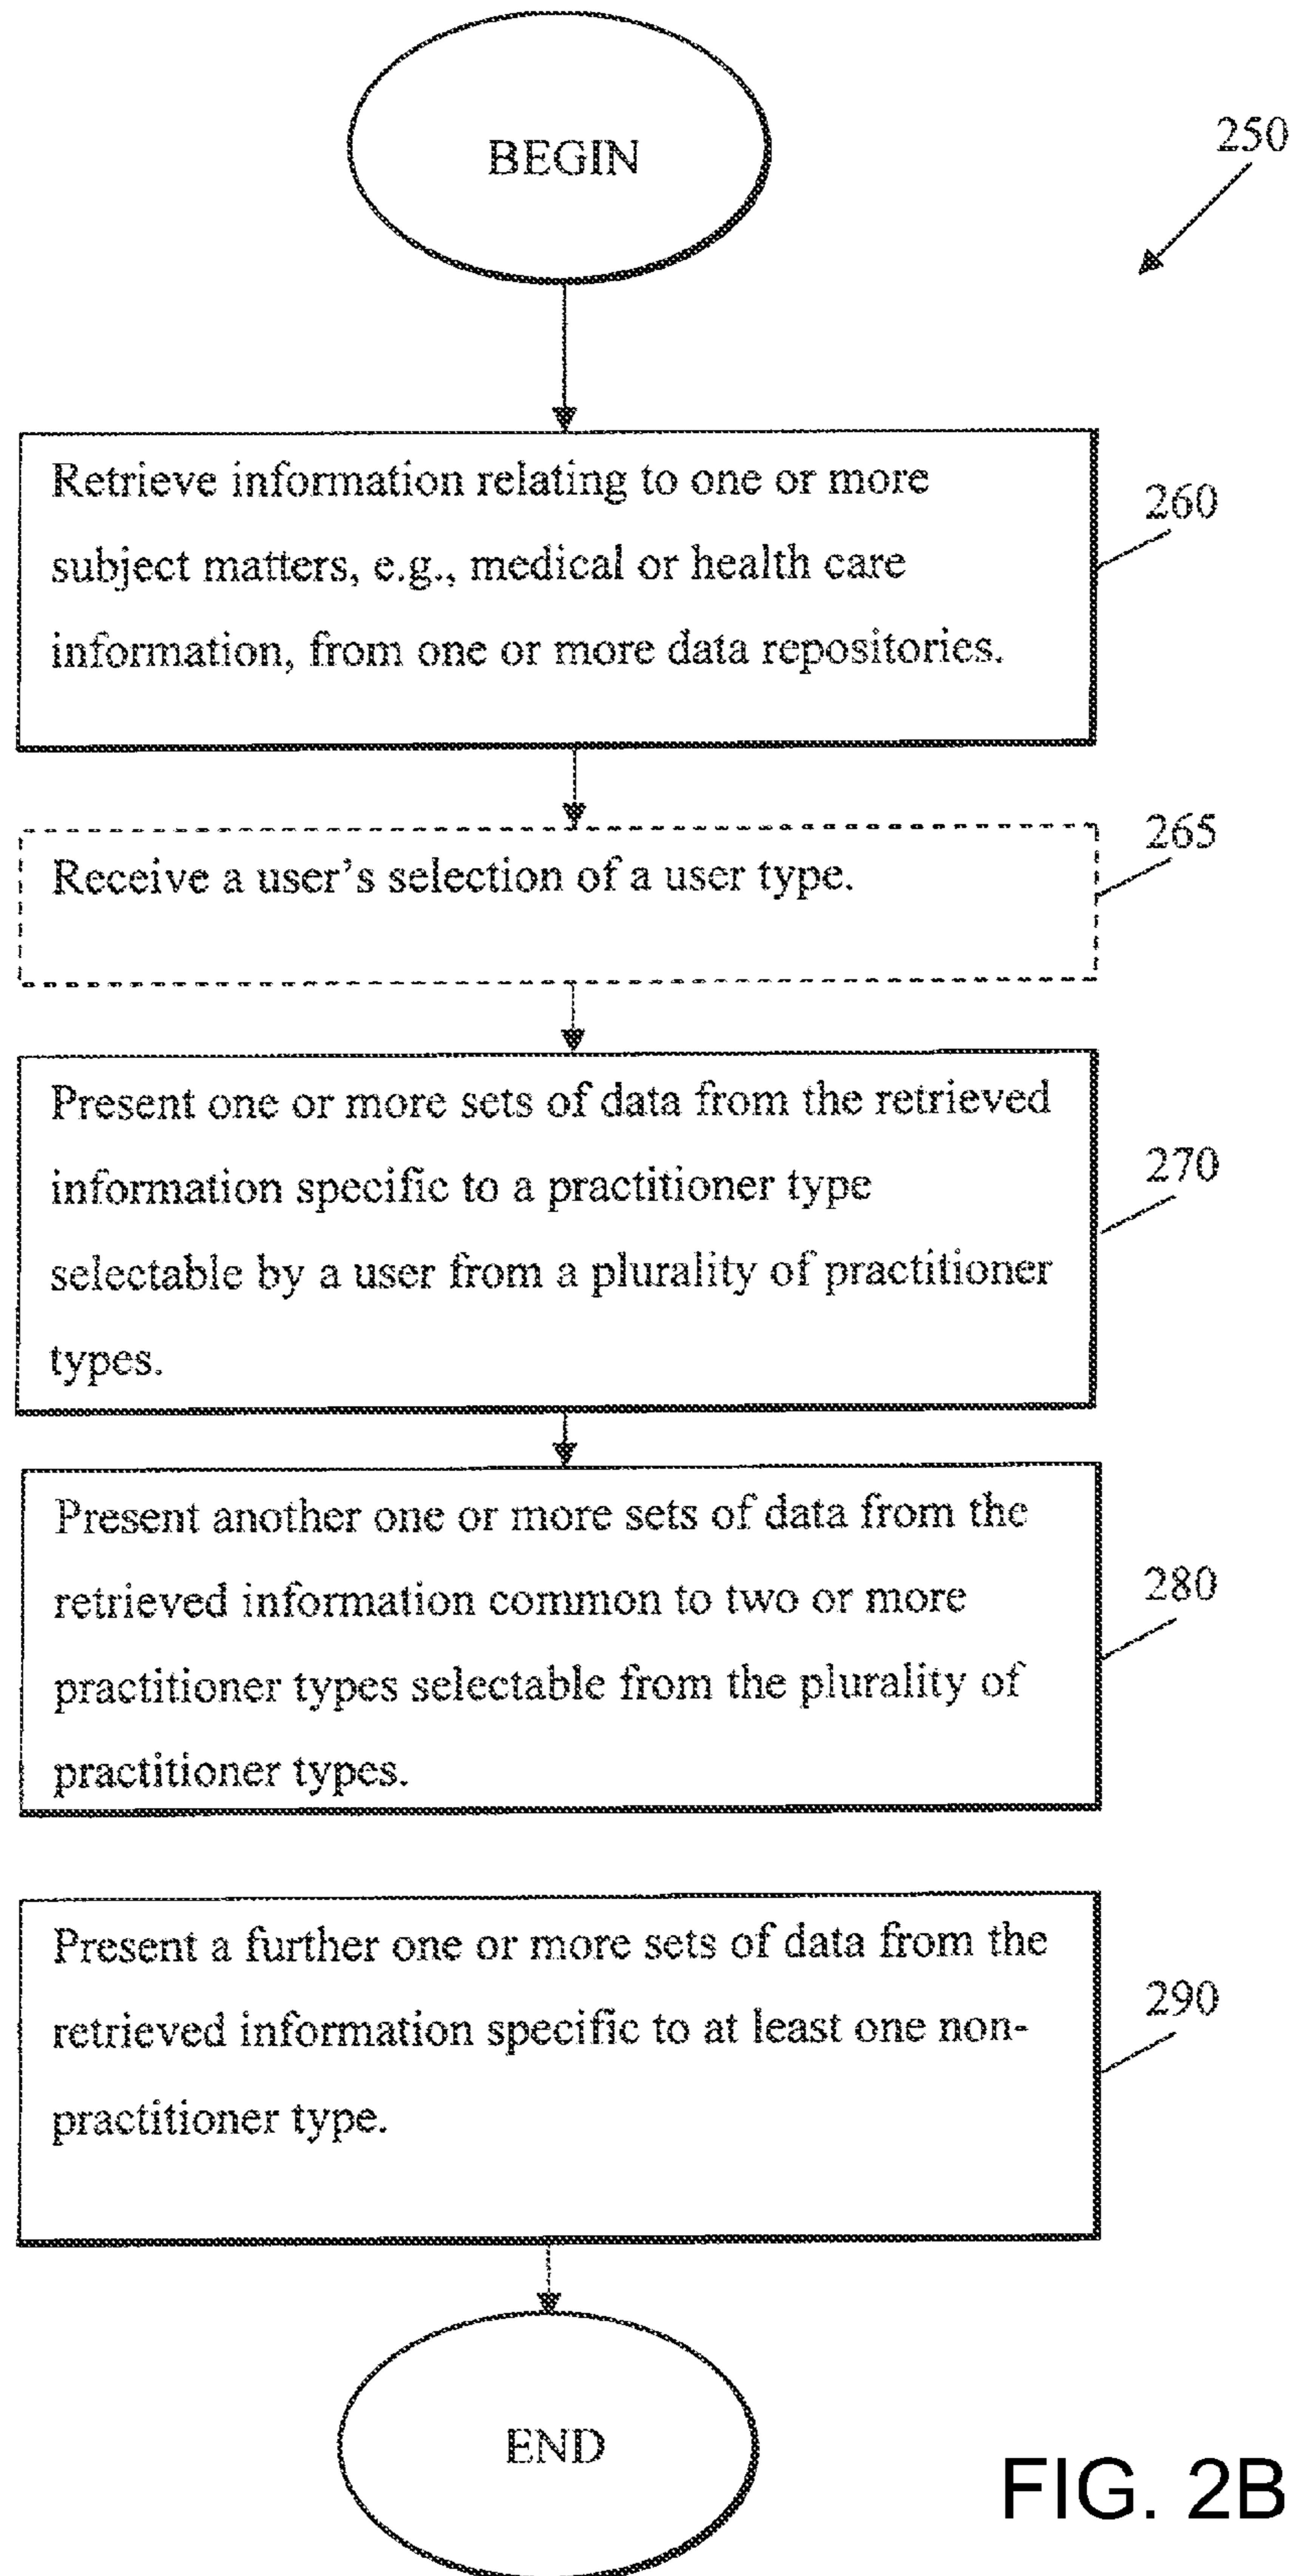 BEGIN
250
Retrieve information relating to one or more
subject matters, e.g., medical or health care
information, from one or more data repositories.
260
Receive a user's selection of a user type.
265
Present one or more sets of data from the retrieved
information specific to a practitioner type
selectable by a user from a plurality of practitioner
types.
270
Present another one or more sets of data from the
retrieved information common to two or more
practitioner types selectable from the plurality of
practitioner types.
280
Present a further one or more sets of data from the
retrieved information specific to at least one non-
practitioner type.
290
END
FIG. 2B